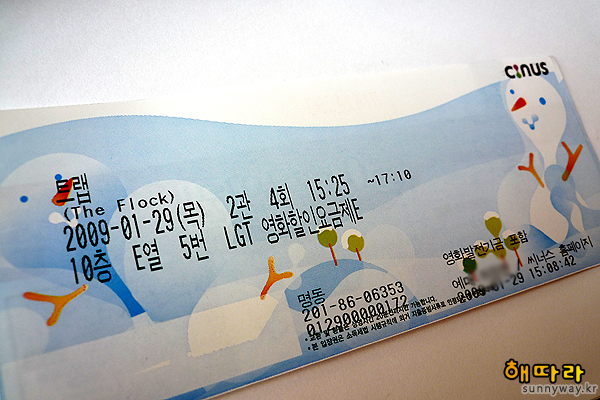 cinus
트랩
(The Flock)
2009-01-29(목) 2관 4회 15:25 ~17:10
10층 E열 5번 LGT 영화할인요금제E
명동
201-86-06353
012900000172
영화발전기금 포함
씨너스 홈페이지
2009-01-29 15:08:42
해따라
sunnyway.kr